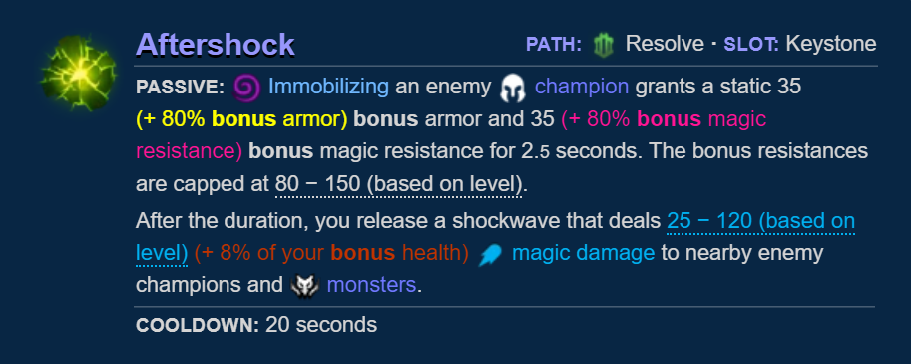 Aftershock PATH: Resolve · SLOT: Keystone
PASSIVE: Immobilizing an enemy champion grants a static 35
(+ 80% bonus armor) bonus armor and 35 (+ 80% bonus magic
resistance) bonus magic resistance for 2.5 seconds. The bonus resistances
are capped at 80 − 150 (based on level).
After the duration, you release a shockwave that deals 25 − 120 (based on
level) (+ 8% of your bonus health) magic damage to nearby enemy
champions and monsters.
COOLDOWN: 20 seconds